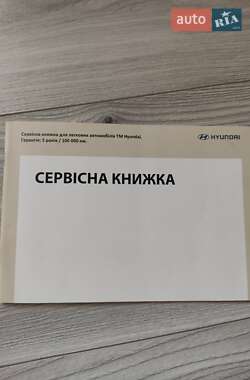 auto RIA
Сервісна книжка для легкових автомобілів ТМ Hyundai.
Гарантія: 5 років / 100 000 км.
HYUNDAI
СЕРВІСНА КНИЖКА